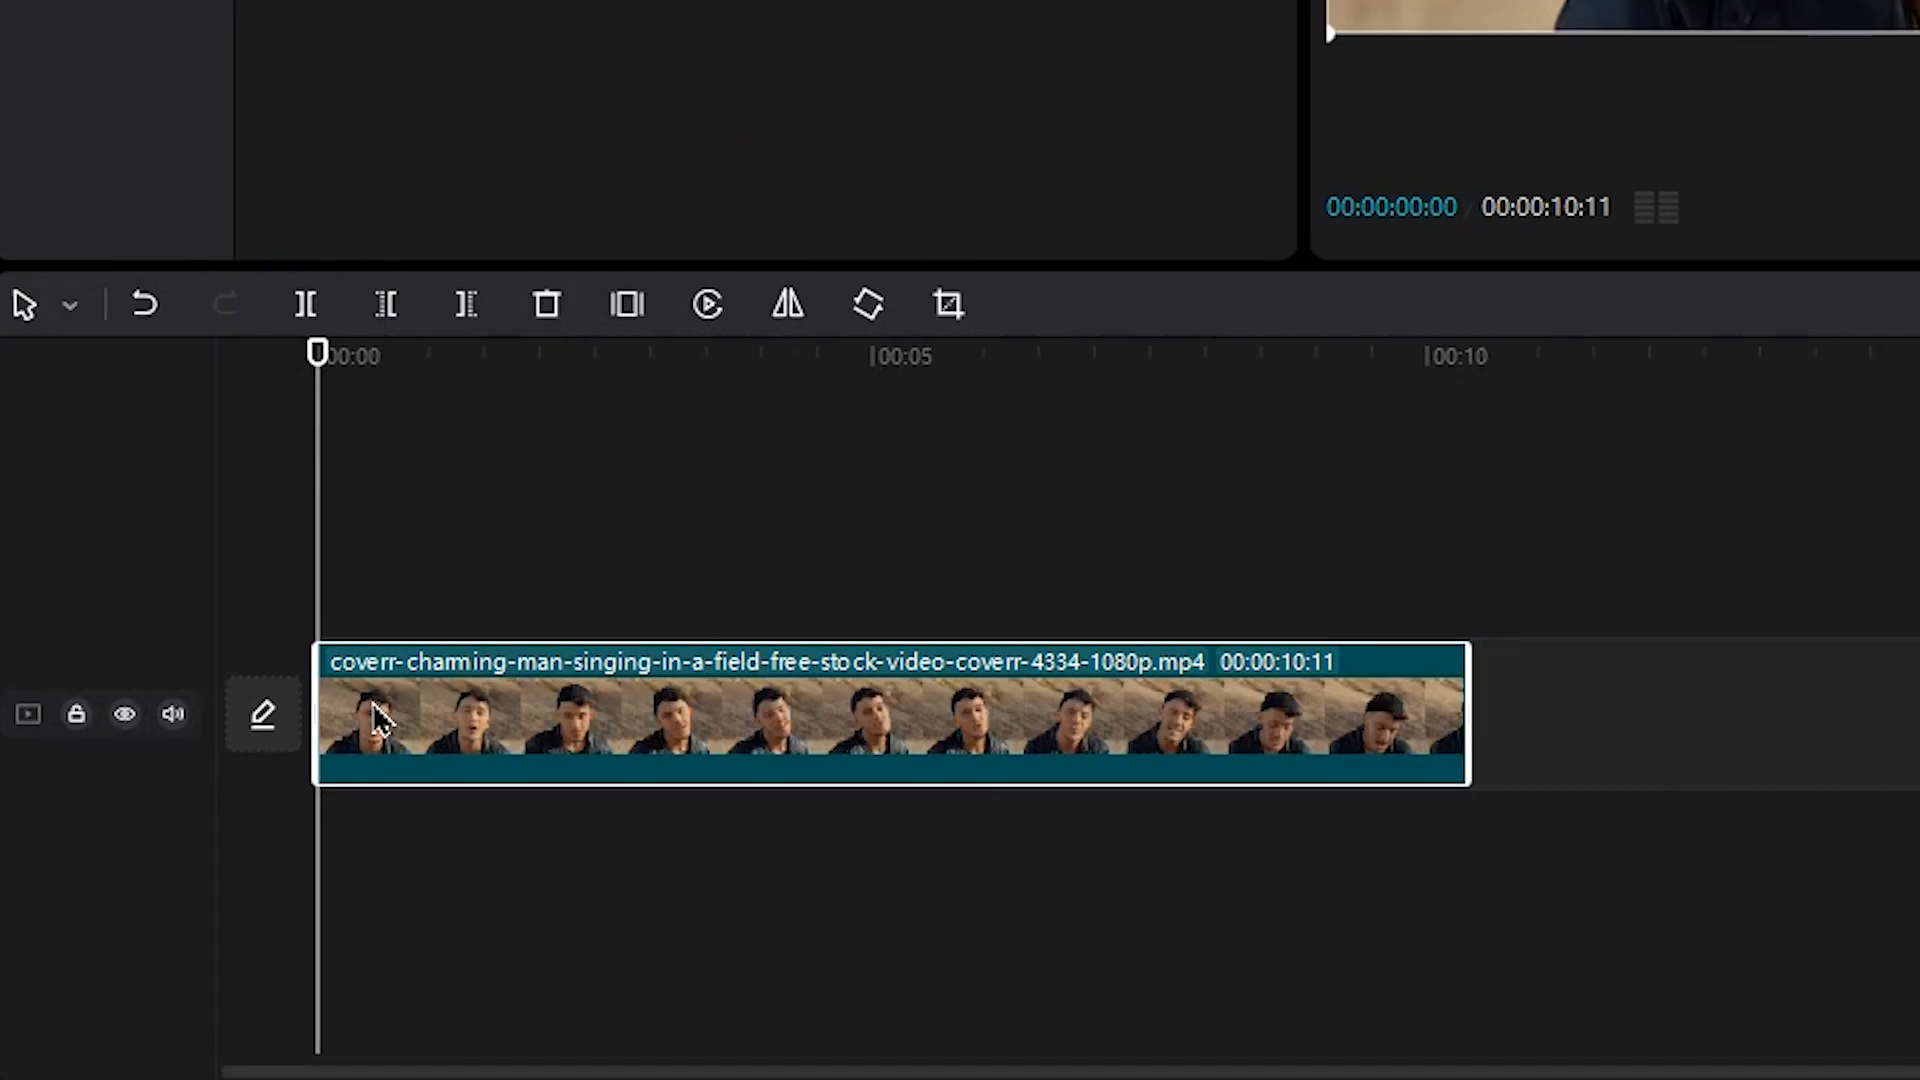 00:00:00:00 / 00:00:10:11
00:00 00:05 00:10
coverr-charming-man-singing-in-a-field-free-stock-video-coverr-4334-1080p.mp4 00:00:10:11